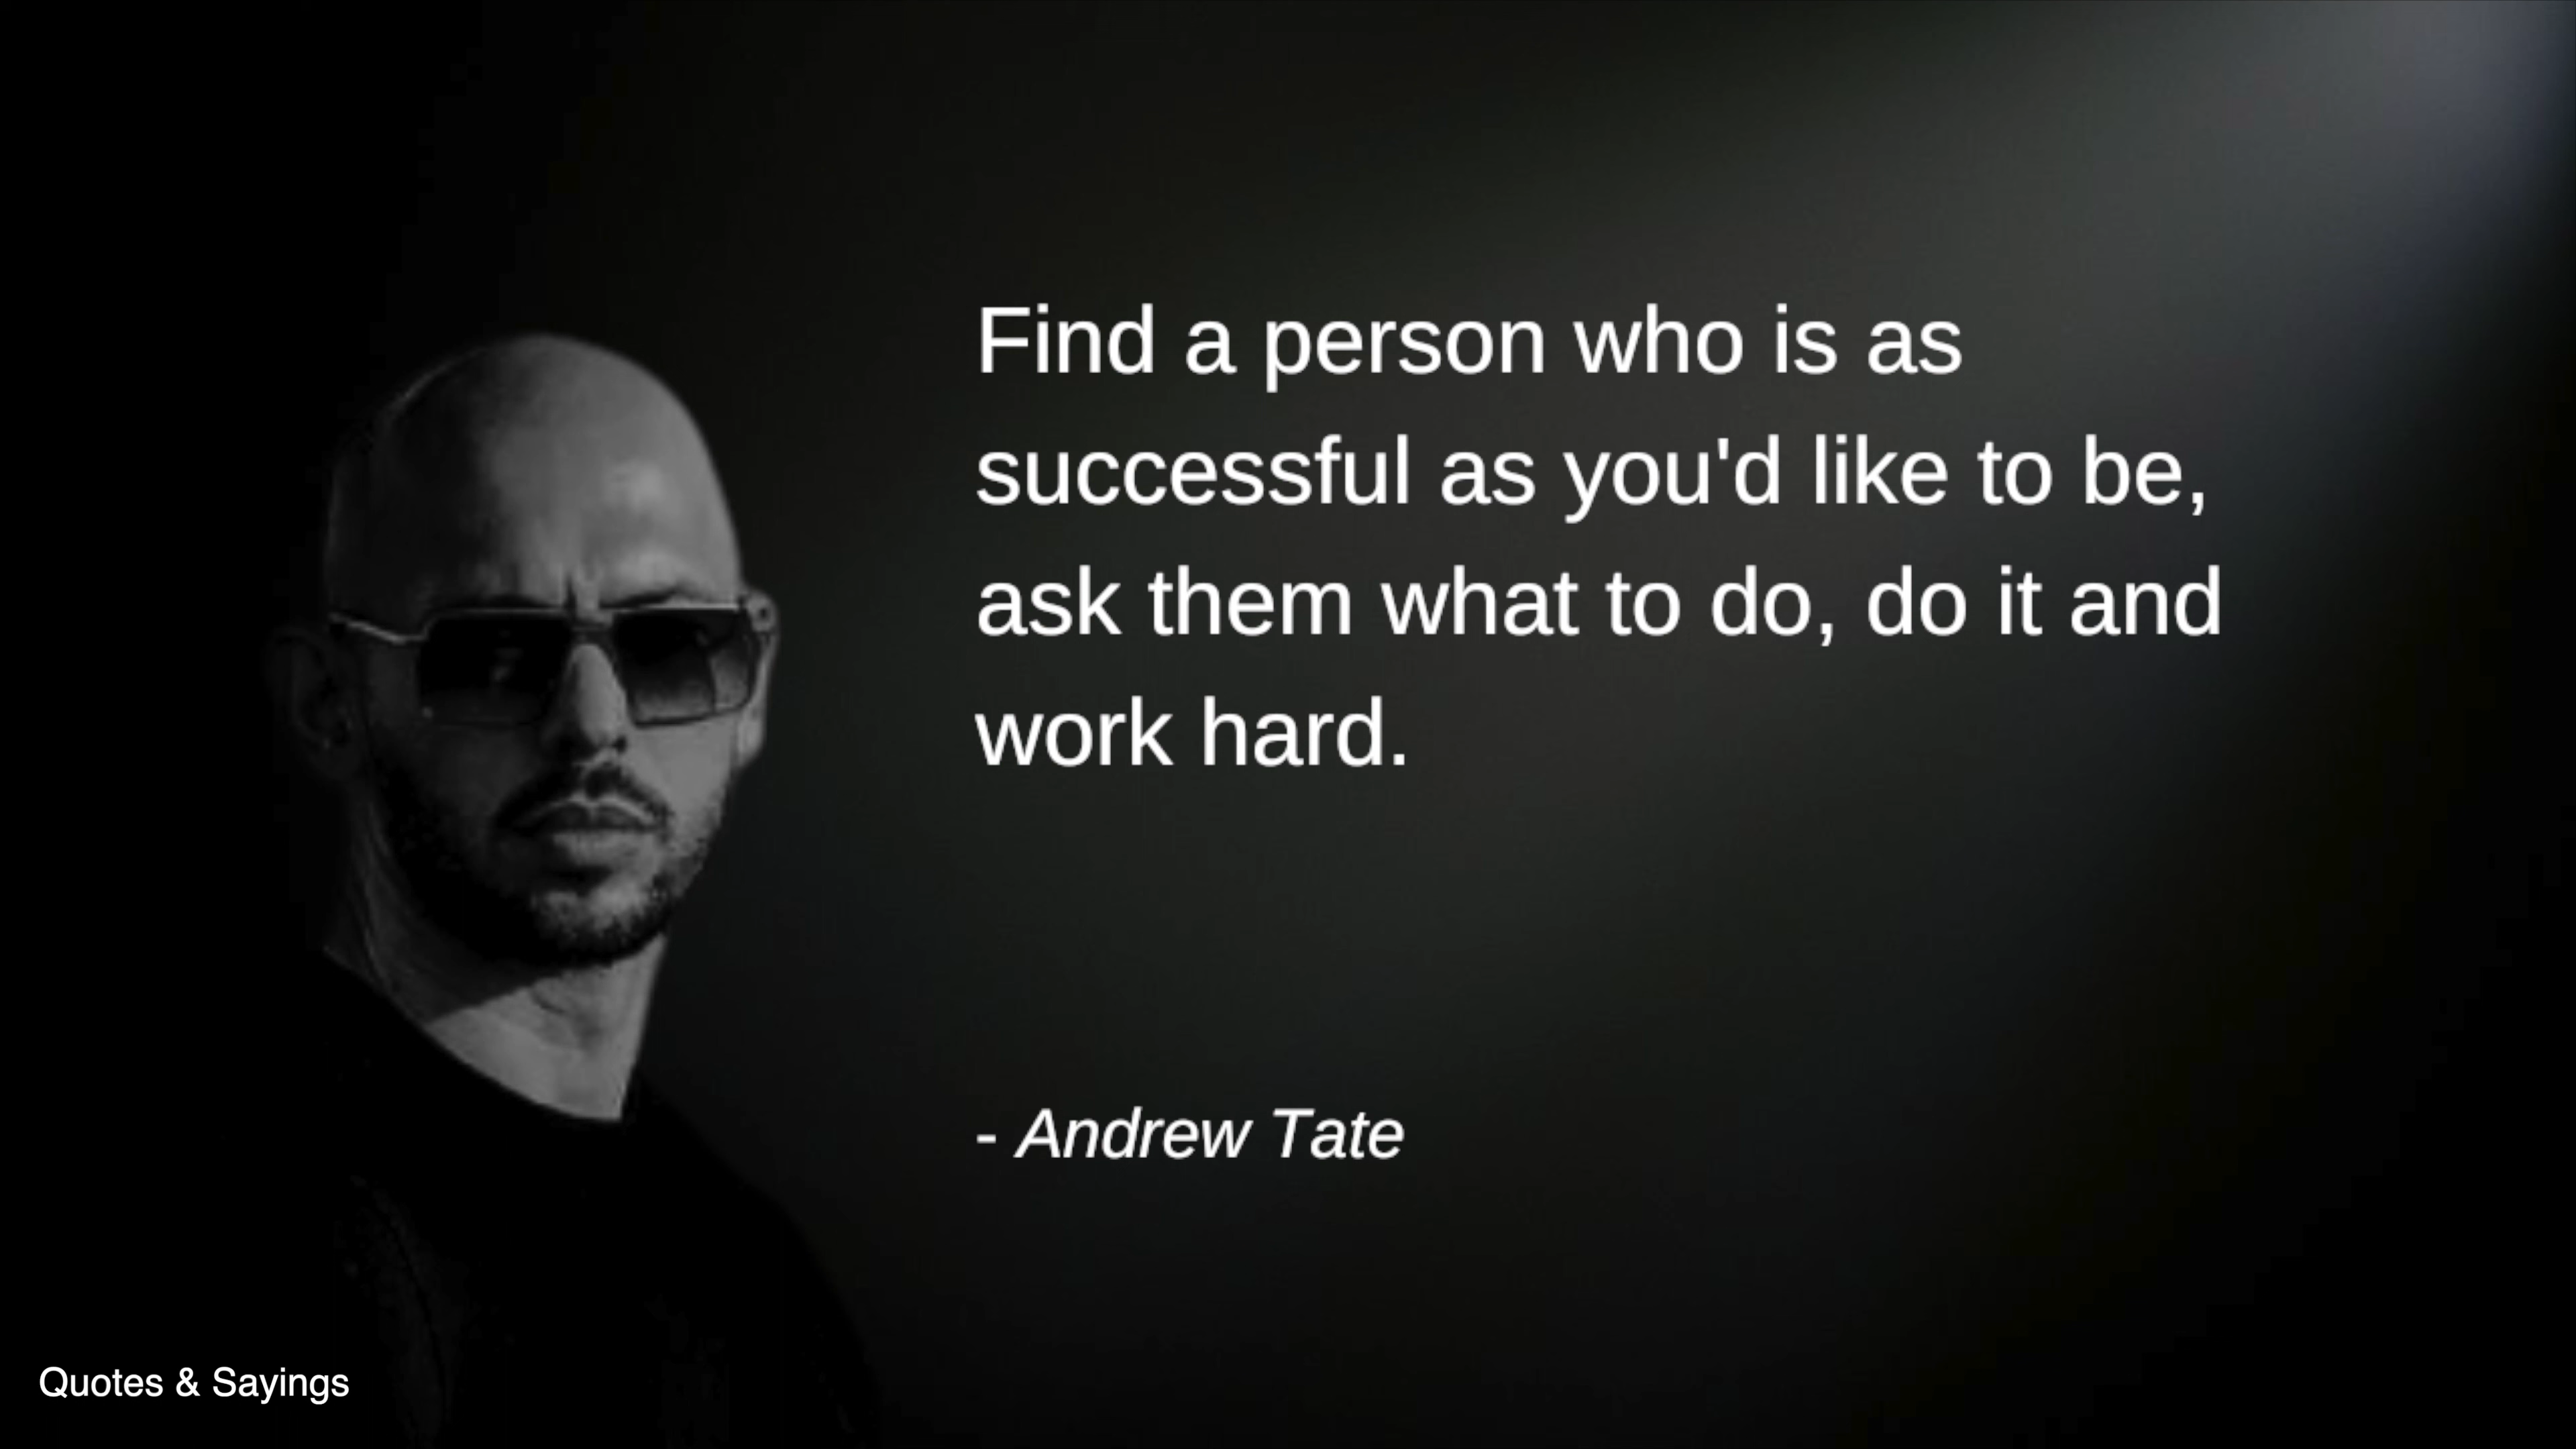 Find a person who is as
successful as you'd like to be,
ask them what to do, do it and
work hard.
- Andrew Tate
Quotes & Sayings